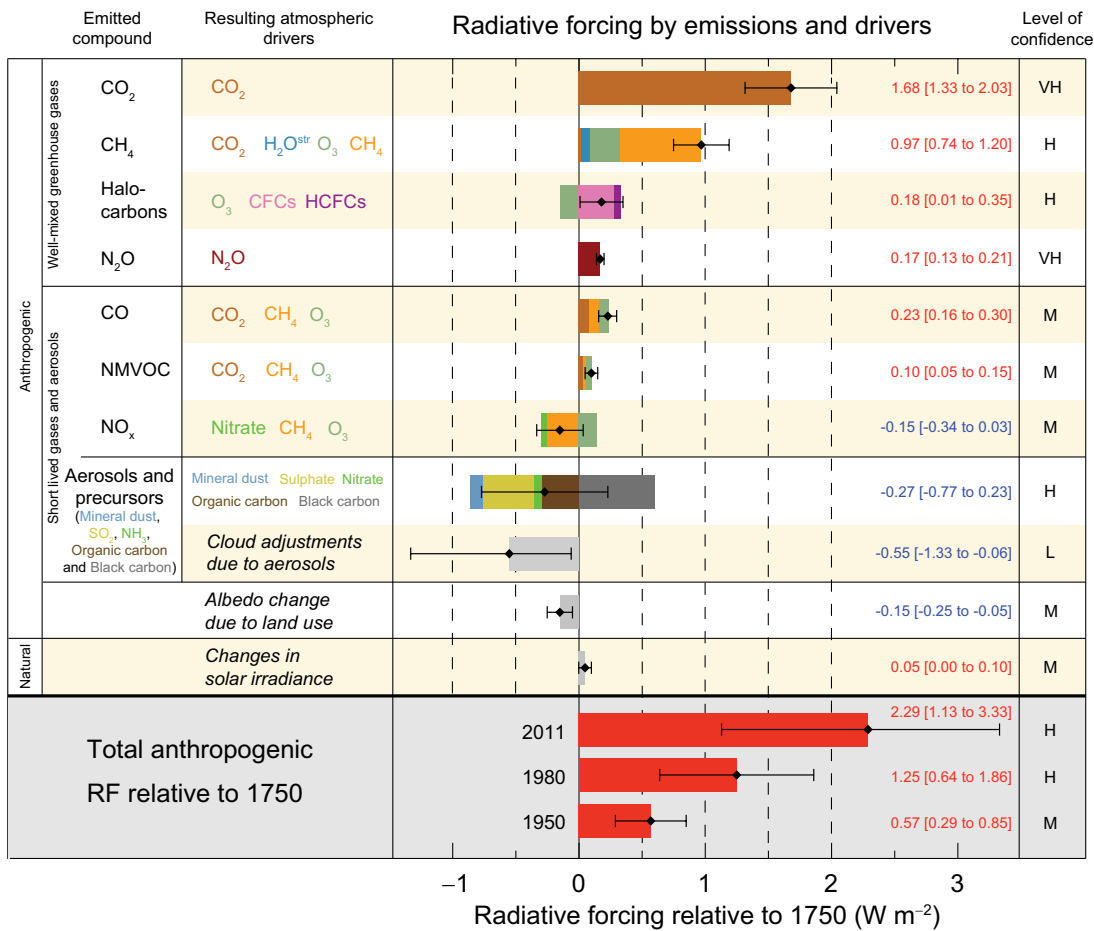 Emitted
compound
Resulting atmospheric
drivers
Radiative forcing by emissions and drivers
Level of
confidence
Anthropogenic
Natural
Well-mixed greenhouse gases
Short lived gases and aerosols
CO₂
CO₂
1.68 [1.33 to 2.03]
VH
CH₄
CO₂ H₂Oˢᵗʳ O₃ CH₄
0.97 [0.74 to 1.20]
H
Halo-
carbons
O₃ CFCs HCFCs
0.18 [0.01 to 0.35]
H
N₂O
N₂O
0.17 [0.13 to 0.21]
VH
CO
CO₂ CH₄ O₃
0.23 [0.16 to 0.30]
M
NMVOC
CO₂ CH₄ O₃
0.10 [0.05 to 0.15]
M
NOₓ
Nitrate CH₄ O₃
-0.15 [-0.34 to 0.03]
M
Aerosols and
precursors
(Mineral dust,
SO₂, NH₃,
Organic carbon
and Black carbon)
Mineral dust Sulphate Nitrate
Organic carbon Black carbon
-0.27 [-0.77 to 0.23]
H
Cloud adjustments
due to aerosols
-0.55 [-1.33 to -0.06]
L
Albedo change
due to land use
-0.15 [-0.25 to -0.05]
M
Changes in
solar irradiance
0.05 [0.00 to 0.10]
M
Total anthropogenic
RF relative to 1750
2011
2.29 [1.13 to 3.33]
H
1980
1.25 [0.64 to 1.86]
H
1950
0.57 [0.29 to 0.85]
M
−1 0 1 2 3
Radiative forcing relative to 1750 (W m⁻²)